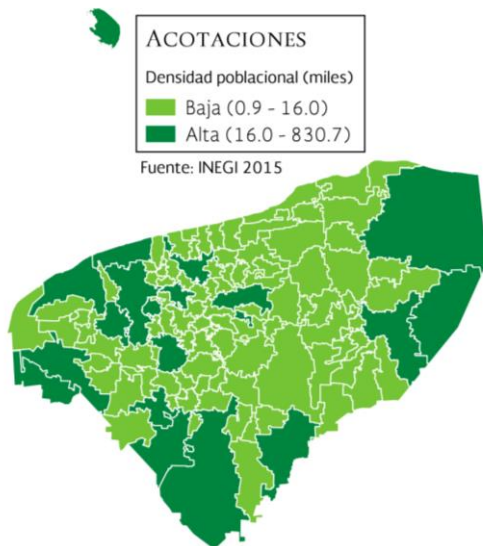 ACOTACIONES
Densidad poblacional (miles)
Baja (0.9 - 16.0)
Alta (16.0 - 830.7)
Fuente: INEGI 2015